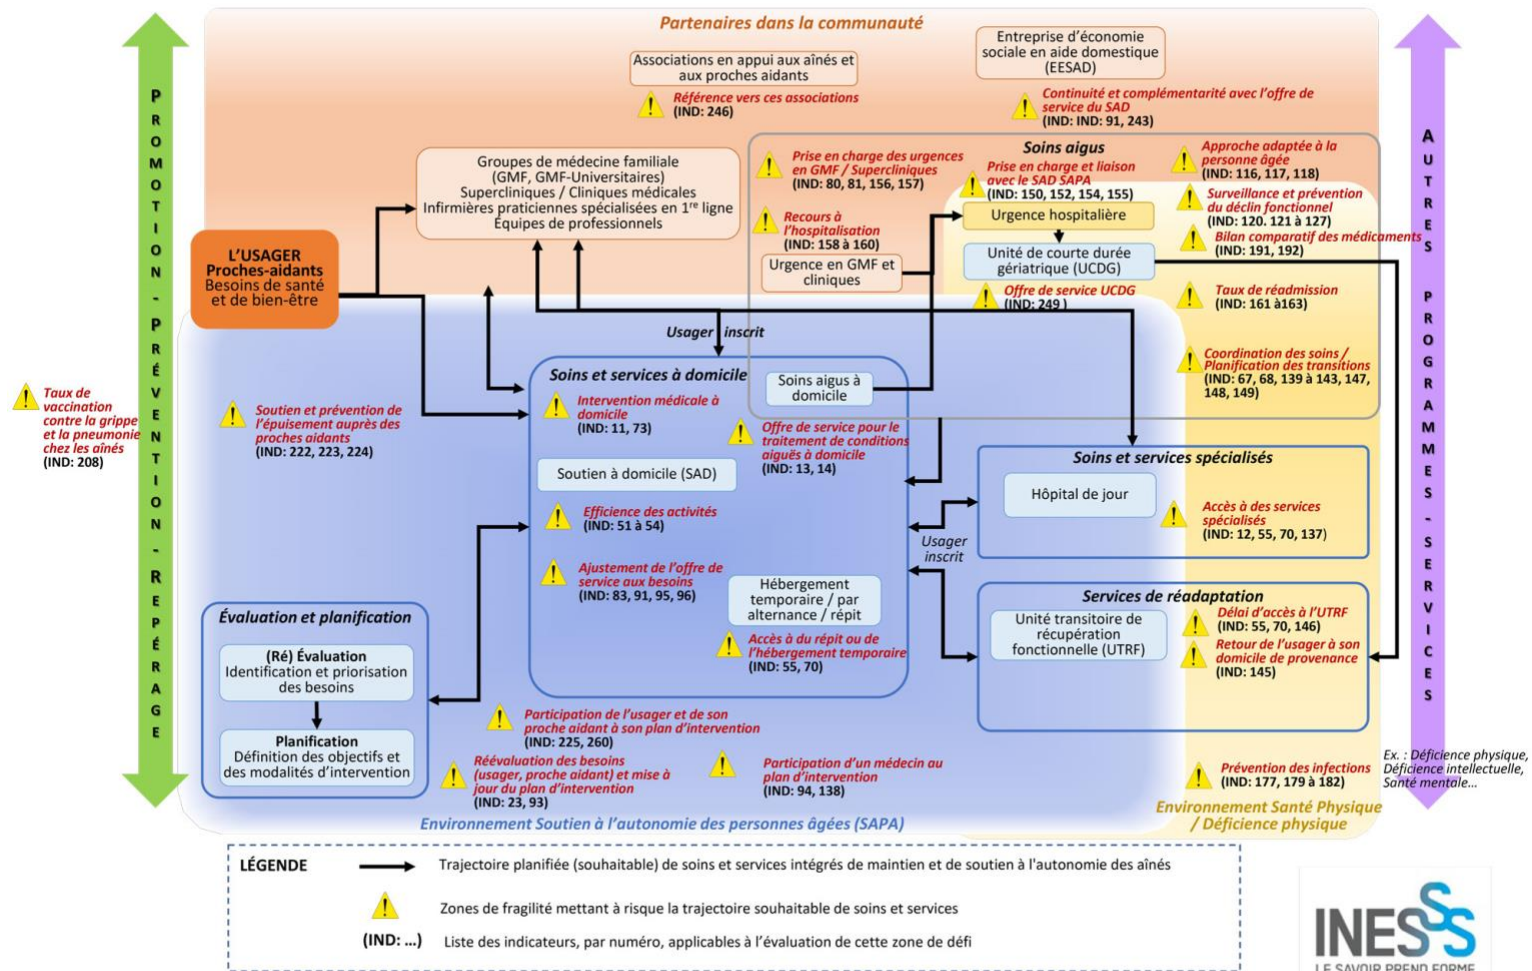 Partenaires dans la communauté
PROMOTION - PRÉVENTION - REPÉRAGE
AUTRES PROGRAMMES - SERVICES
Associations en appui aux aînés et
aux proches aidants
Référence vers ces associations
(IND: 246)
Entreprise d’économie
sociale en aide domestique
(EESAD)
Continuité et complémentarité avec l’offre de
service du SAD
(IND: IND: 91, 243)
Groupes de médecine familiale
(GMF, GMF-Universitaires)
Supercliniques / Cliniques médicales
Infirmières praticiennes spécialisées en 1re ligne
Équipes de professionnels
L’USAGER
Proches-aidants
Besoins de santé
et de bien-être
Soins aigus
Prise en charge des urgences
en GMF / Supercliniques
(IND: 80, 81, 156, 157)
Prise en charge et liaison
avec le SAD SAPA
(IND: 150, 152, 154, 155)
Approche adaptée à la
personne âgée
(IND: 116, 117, 118)
Surveillance et prévention
du déclin fonctionnel
(IND: 120. 121 à 127)
Bilan comparatif des médicaments
(IND: 191, 192)
Recours à
l’hospitalisation
(IND: 158 à 160)
Urgence hospitalière
Urgence en GMF et
cliniques
Unité de courte durée
gériatrique (UCDG)
Offre de service UCDG
(IND: 249 )
Taux de réadmission
(IND: 161 à163)
Coordination des soins /
Planification des transitions
(IND: 67, 68, 139 à 143, 147,
148, 149)
Usager inscrit
Soins et services à domicile
Soins aigus à
domicile
Intervention médicale à
domicile
(IND: 11, 73)
Offre de service pour le
traitement de conditions
aiguës à domicile
(IND: 13, 14)
Soutien à domicile (SAD)
Efficience des activités
(IND: 51 à 54)
Ajustement de l’offre de
service aux besoins
(IND: 83, 91, 95, 96)
Hébergement
temporaire / par
alternance / répit
Accès à du répit ou de
l’hébergement temporaire
(IND: 55, 70)
Taux de
vaccination
contre la grippe
et la pneumonie
chez les aînés
(IND: 208)
Soutien et prévention de
l’épuisement auprès des
proches aidants
(IND: 222, 223, 224)
Soins et services spécialisés
Hôpital de jour
Accès à des services
spécialisés
(IND: 12, 55, 70, 137)
Usager
inscrit
Services de réadaptation
Unité transitoire de
récupération
fonctionnelle (UTRF)
Délai d’accès à l’UTRF
(IND: 55, 70, 146)
Retour de l’usager à son
domicile de provenance
(IND: 145)
Évaluation et planification
(Ré) Évaluation
Identification et priorisation
des besoins
Planification
Définition des objectifs et
des modalités d’intervention
Participation de l’usager et de son
proche aidant à son plan d’intervention
(IND: 225, 260)
Réévaluation des besoins
(usager, proche aidant) et mise à
jour du plan d’intervention
(IND: 23, 93)
Participation d’un médecin au
plan d’intervention
(IND: 94, 138)
Prévention des infections
(IND: 177, 179 à 182)
Ex. : Déficience physique,
Déficience intellectuelle,
Santé mentale…
Environnement Soutien à l’autonomie des personnes âgées (SAPA)
Environnement Santé Physique
/ Déficience physique
LÉGENDE
Trajectoire planifiée (souhaitable) de soins et services intégrés de maintien et de soutien à l'autonomie des aînés
Zones de fragilité mettant à risque la trajectoire souhaitable de soins et services
(IND: …) Liste des indicateurs, par numéro, applicables à l’évaluation de cette zone de défi
INESSS
LE SAVOIR PREND FORME